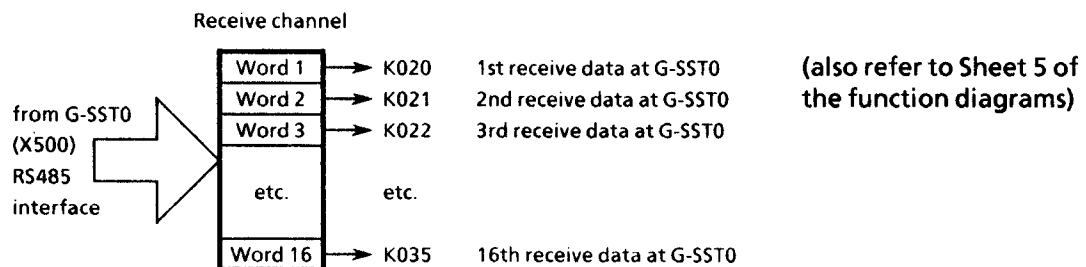 Receive channel
from G-SST0
(X500)
RS485
interface
Word 1 K020 1st receive data at G-SST0
Word 2 K021 2nd receive data at G-SST0
Word 3 K022 3rd receive data at G-SST0
etc. etc.
Word 16 K035 16th receive data at G-SST0
(also refer to Sheet 5 of
the function diagrams)